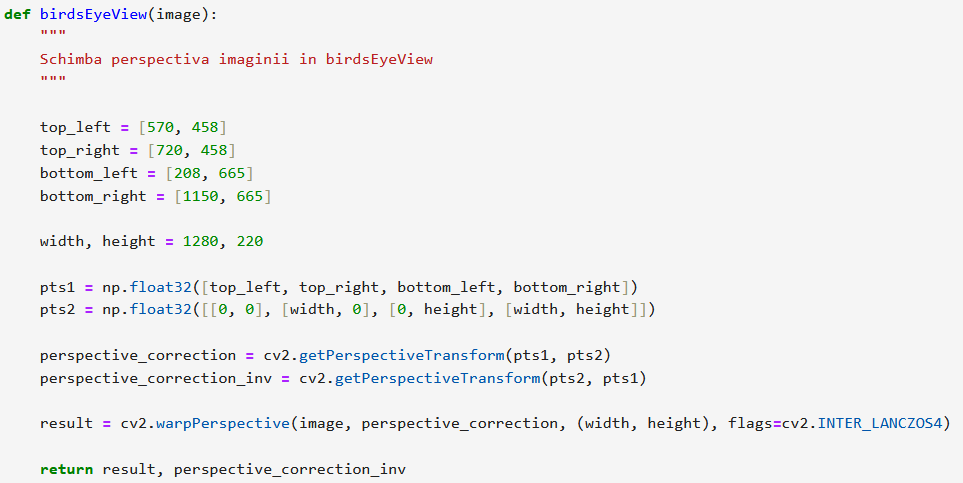 def birdsEyeView(image):
    """
    Schimba perspectiva imaginii in birdsEyeView
    """
    top_left = [570, 458]
    top_right = [720, 458]
    bottom_left = [208, 665]
    bottom_right = [1150, 665]
    width, height = 1280, 220
    pts1 = np.float32([top_left, top_right, bottom_left, bottom_right])
    pts2 = np.float32([[0, 0], [width, 0], [0, height], [width, height]])
    perspective_correction = cv2.getPerspectiveTransform(pts1, pts2)
    perspective_correction_inv = cv2.getPerspectiveTransform(pts2, pts1)
    result = cv2.warpPerspective(image, perspective_correction, (width, height), flags=cv2.INTER_LANCZOS4)
    return result, perspective_correction_inv